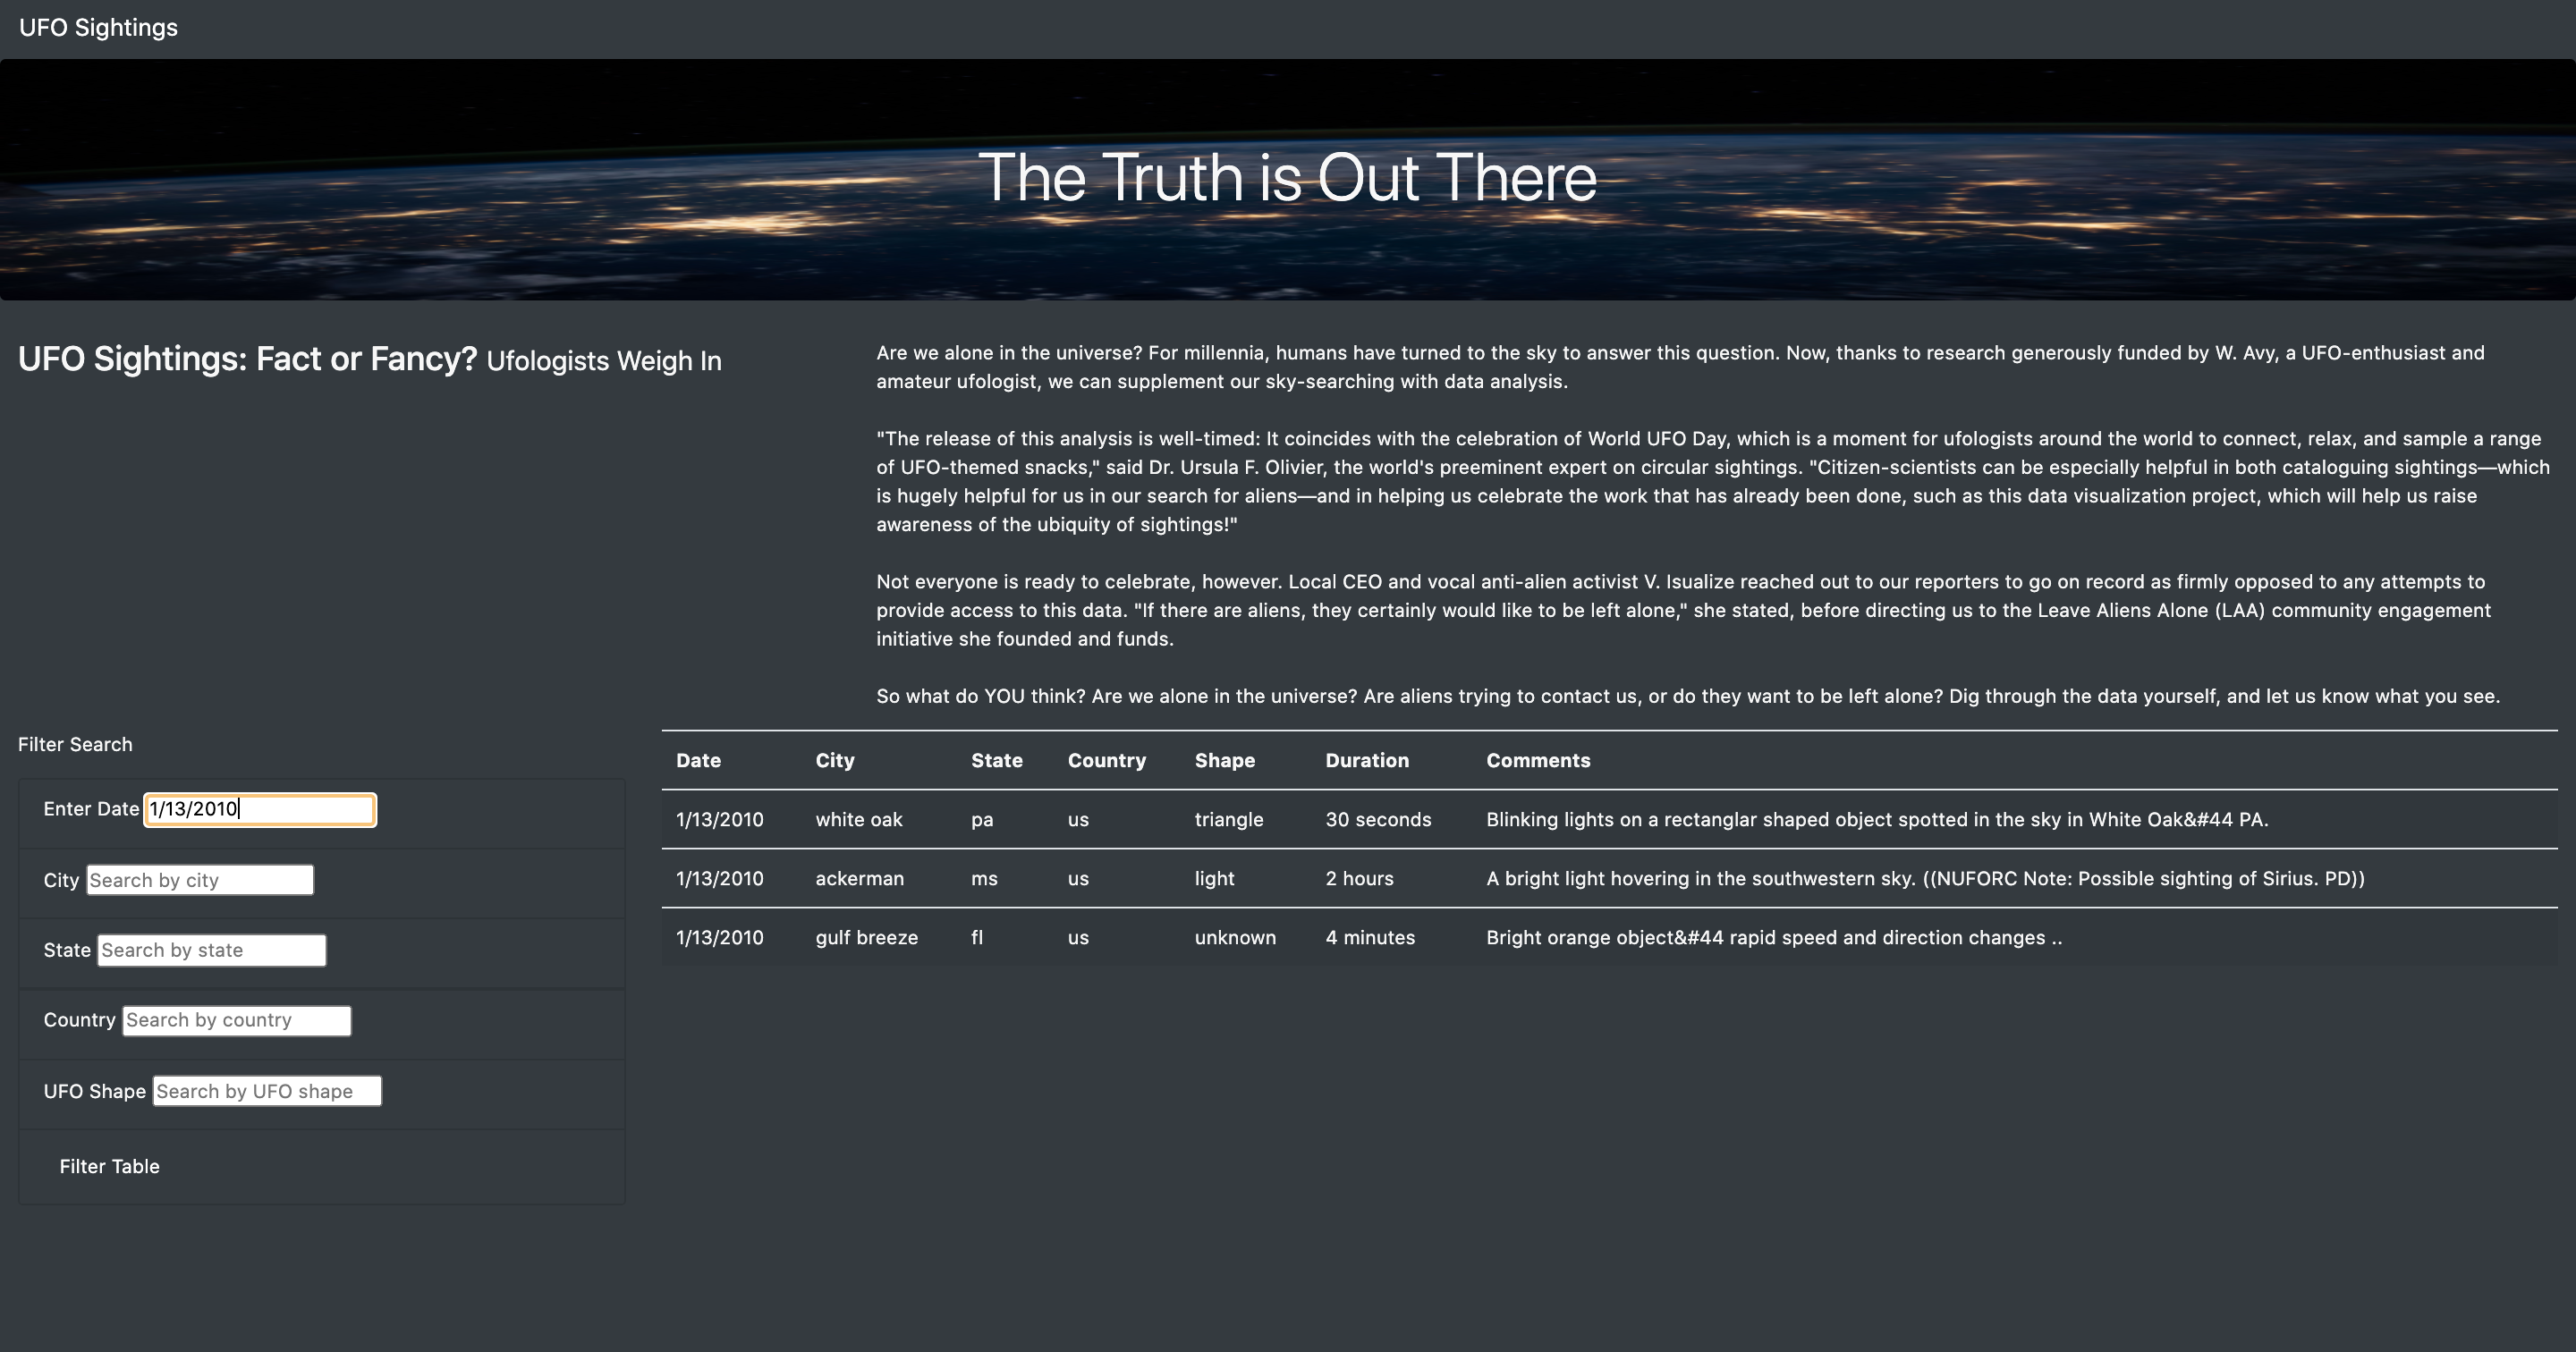 UFO Sightings
The Truth is Out There
UFO Sightings: Fact or Fancy? Ufologists Weigh In
Are we alone in the universe? For millennia, humans have turned to the sky to answer this question. Now, thanks to research generously funded by W. Avy, a UFO-enthusiast and
amateur ufologist, we can supplement our sky-searching with data analysis.
"The release of this analysis is well-timed: It coincides with the celebration of World UFO Day, which is a moment for ufologists around the world to connect, relax, and sample a range
of UFO-themed snacks," said Dr. Ursula F. Olivier, the world's preeminent expert on circular sightings. "Citizen-scientists can be especially helpful in both cataloguing sightings—which
is hugely helpful for us in our search for aliens—and in helping us celebrate the work that has already been done, such as this data visualization project, which will help us raise
awareness of the ubiquity of sightings!"
Not everyone is ready to celebrate, however. Local CEO and vocal anti-alien activist V. Isualize reached out to our reporters to go on record as firmly opposed to any attempts to
provide access to this data. "If there are aliens, they certainly would like to be left alone," she stated, before directing us to the Leave Aliens Alone (LAA) community engagement
initiative she founded and funds.
So what do YOU think? Are we alone in the universe? Are aliens trying to contact us, or do they want to be left alone? Dig through the data yourself, and let us know what you see.
Filter Search
Enter Date 1/13/2010
City Search by city
State Search by state
Country Search by country
UFO Shape Search by UFO shape
Filter Table
Date City State Country Shape Duration Comments
1/13/2010 white oak pa us triangle 30 seconds Blinking lights on a rectanglar shaped object spotted in the sky in White Oak&#44 PA.
1/13/2010 ackerman ms us light 2 hours A bright light hovering in the southwestern sky. ((NUFORC Note: Possible sighting of Sirius. PD))
1/13/2010 gulf breeze fl us unknown 4 minutes Bright orange object&#44 rapid speed and direction changes ..